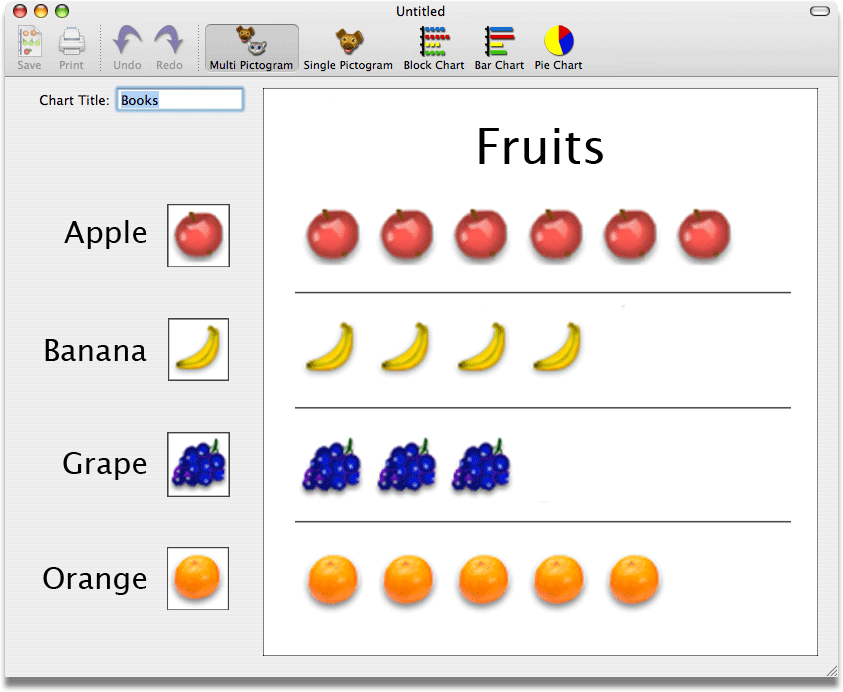 Untitled
Save Print Undo Redo Multi Pictogram Single Pictogram Block Chart Bar Chart Pie Chart
Chart Title: Books
Fruits
Apple
Banana
Grape
Orange